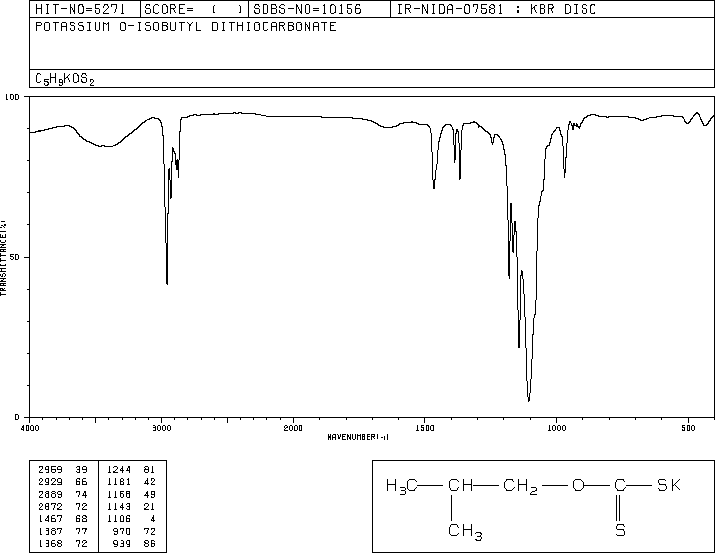 HIT-NO=5271 SCORE= ( ) SDBS-NO=10156 IR-NIDA-07581 : KBR DISC
POTASSIUM O-ISOBUTYL DITHIOCARBONATE
C5H9KOS2
100
50
0
TRANSMITTANCE(%)
4000 3000 2000 1500 1000 500
WAVENUMBER(-1)
2959 39 1244 81
2929 66 1181 42
2889 74 1168 49
2872 72 1143 21
1467 68 1106 4
1387 77 970 72
1368 72 939 86
H3C CH CH2 O C SK
CH3 S